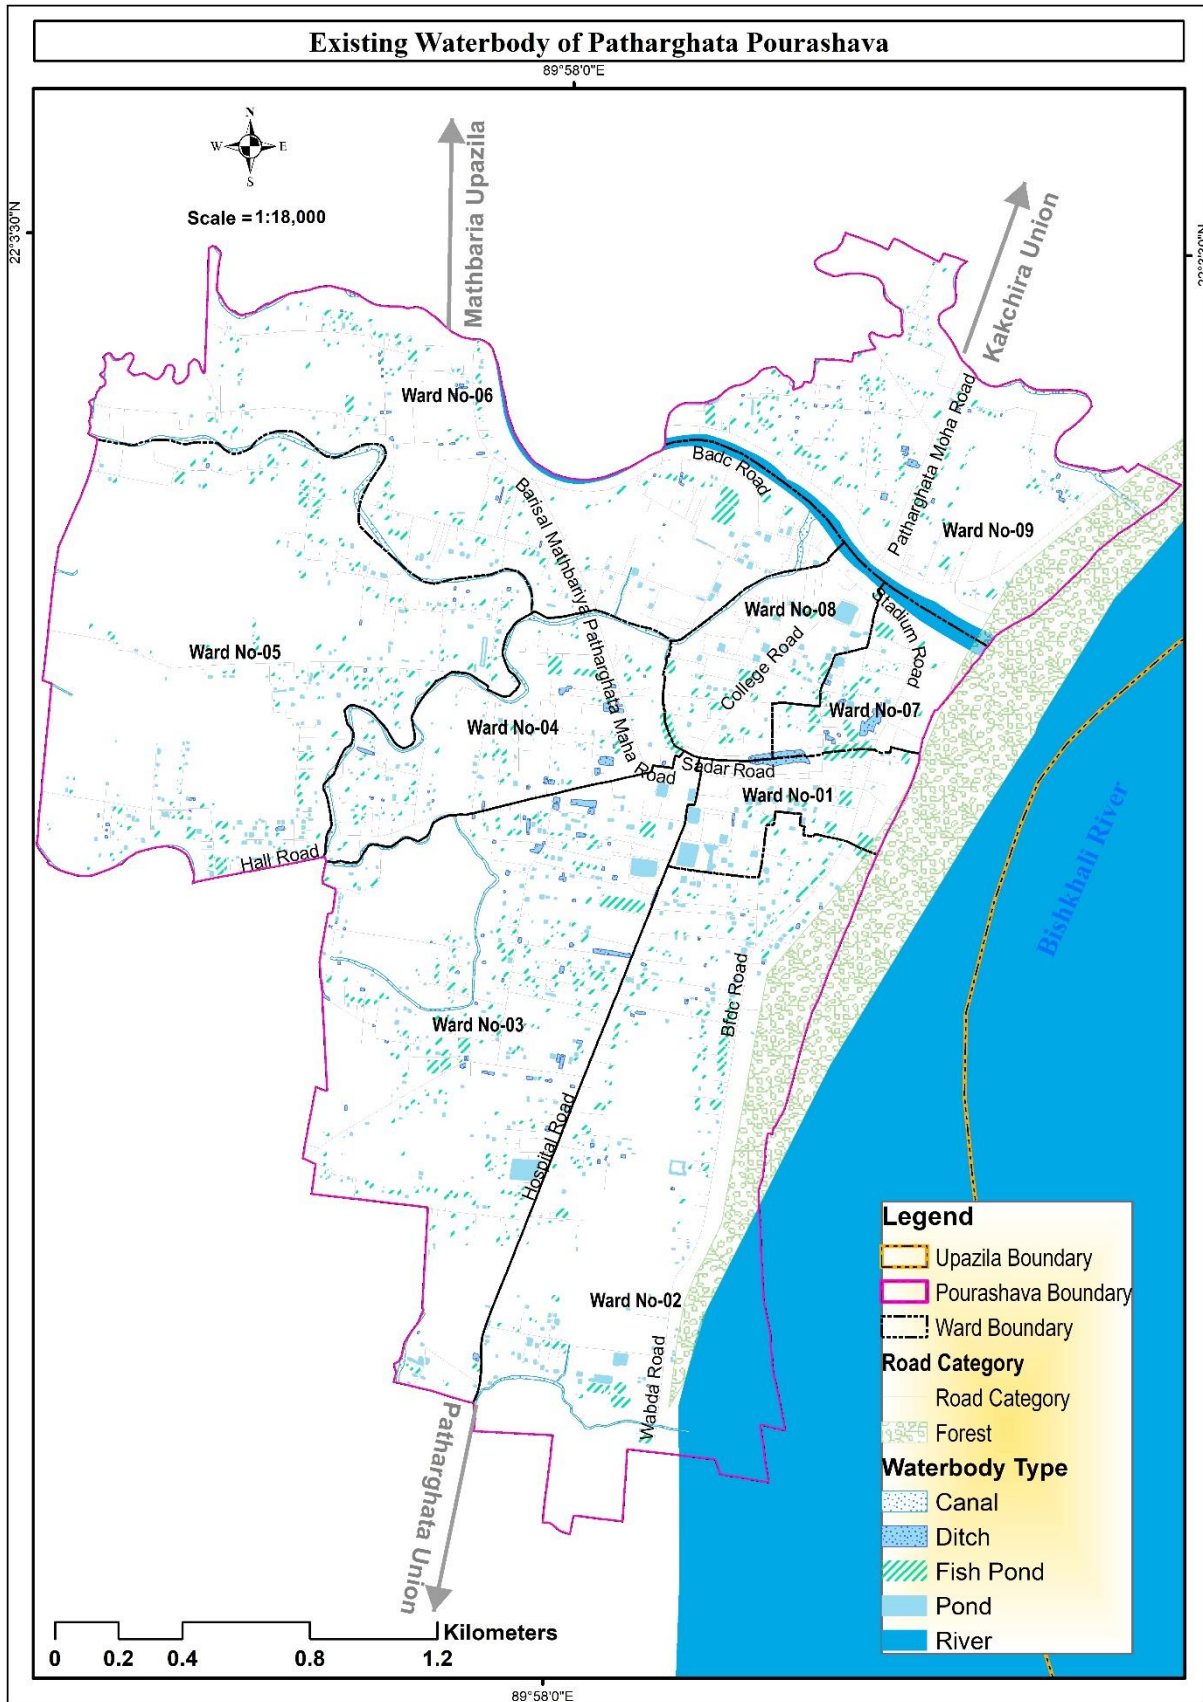 Existing Waterbody of Patharghata Pourashava
89°58'0"E
N
W E
S
Scale = 1:18,000
22°3'30"N
22°3'30"N
Mathbaria Upazila
Kakchira Union
Ward No-06
Badc Road
Patharghata Moha Road
Ward No-09
Barisal Mathbariya Patharghata Maha Road
Ward No-08
Stadium Road
Ward No-05
College Road
Ward No-07
Ward No-04
Sadar Road
Ward No-01
Hall Road
Bishkhali River
Bfdc Road
Ward No-03
Hospital Road
Ward No-02
Wabda Road
Patharghata Union
Legend
Upazila Boundary
Pourashava Boundary
Ward Boundary
Road Category
Road Category
Forest
Waterbody Type
Canal
Ditch
Fish Pond
Pond
River
Kilometers
0 0.2 0.4 0.8 1.2
89°58'0"E